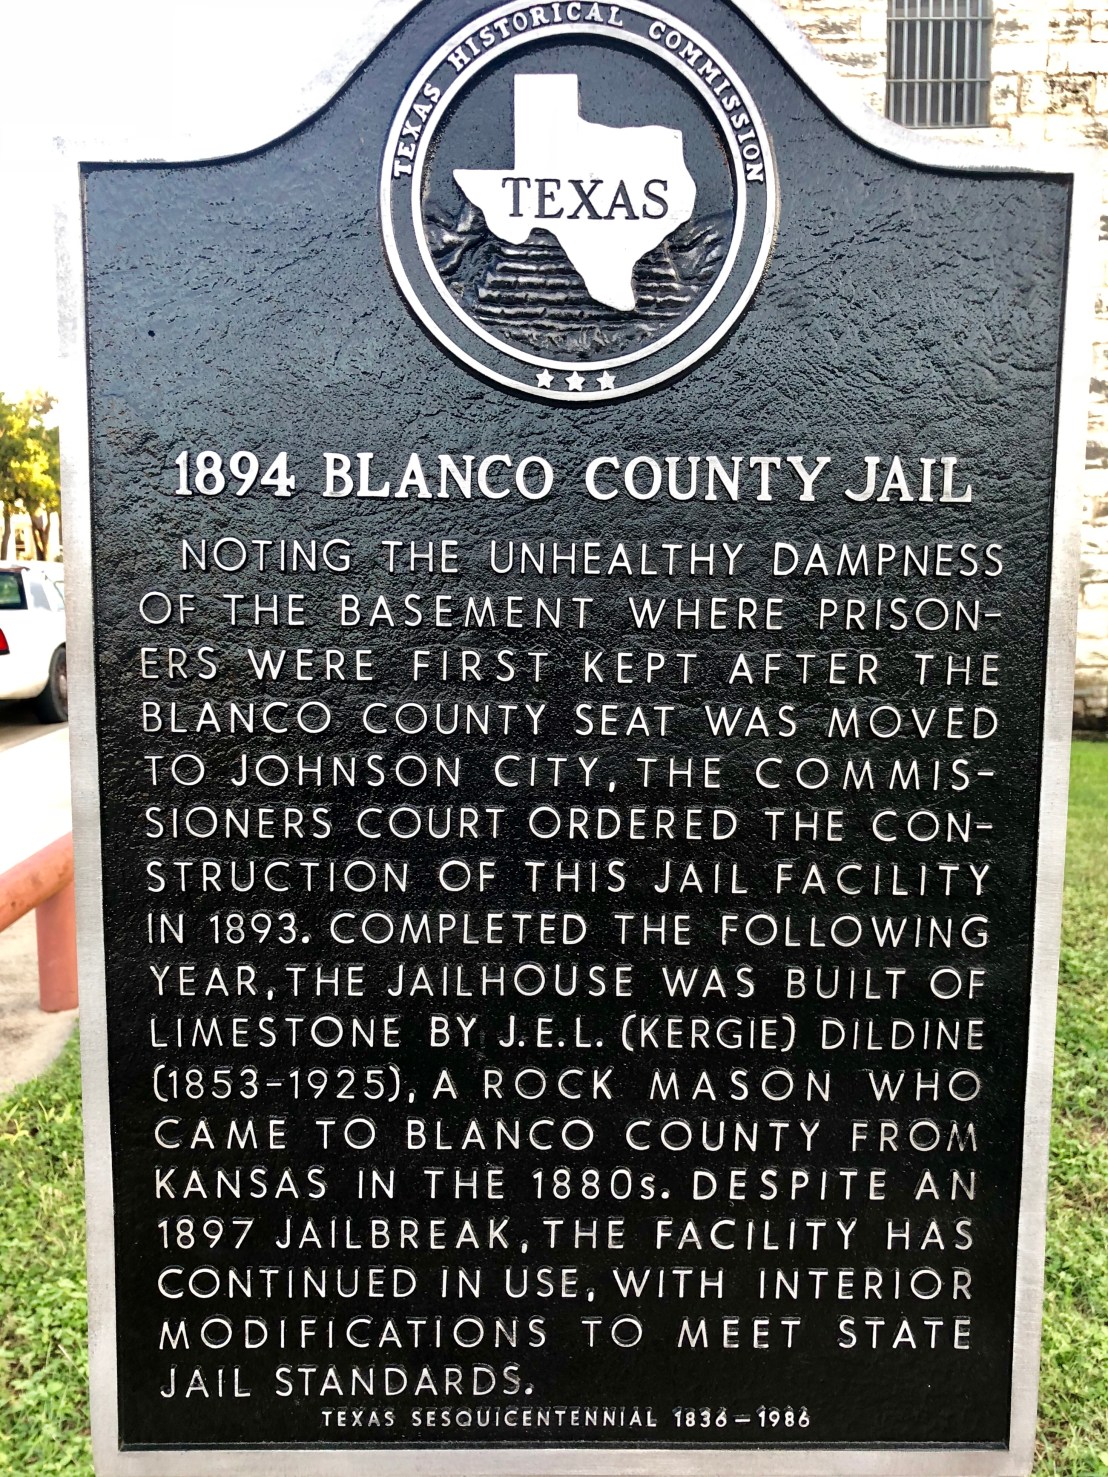 TEXAS HISTORICAL COMMISSION
TEXAS
1894 BLANCO COUNTY JAIL
NOTING THE UNHEALTHY DAMPNESS
OF THE BASEMENT WHERE PRISON-
ERS WERE FIRST KEPT AFTER THE
BLANCO COUNTY SEAT WAS MOVED
TO JOHNSON CITY, THE COMMIS-
SIONERS COURT ORDERED THE CON-
STRUCTION OF THIS JAIL FACILITY
IN 1893. COMPLETED THE FOLLOWING
YEAR, THE JAILHOUSE WAS BUILT OF
LIMESTONE BY J.E.L. (KERGIE) DILDINE
(1853-1925), A ROCK MASON WHO
CAME TO BLANCO COUNTY FROM
KANSAS IN THE 1880s. DESPITE AN
1897 JAILBREAK, THE FACILITY HAS
CONTINUED IN USE, WITH INTERIOR
MODIFICATIONS TO MEET STATE
JAIL STANDARDS.
TEXAS SESQUICENTENNIAL 1836-1986